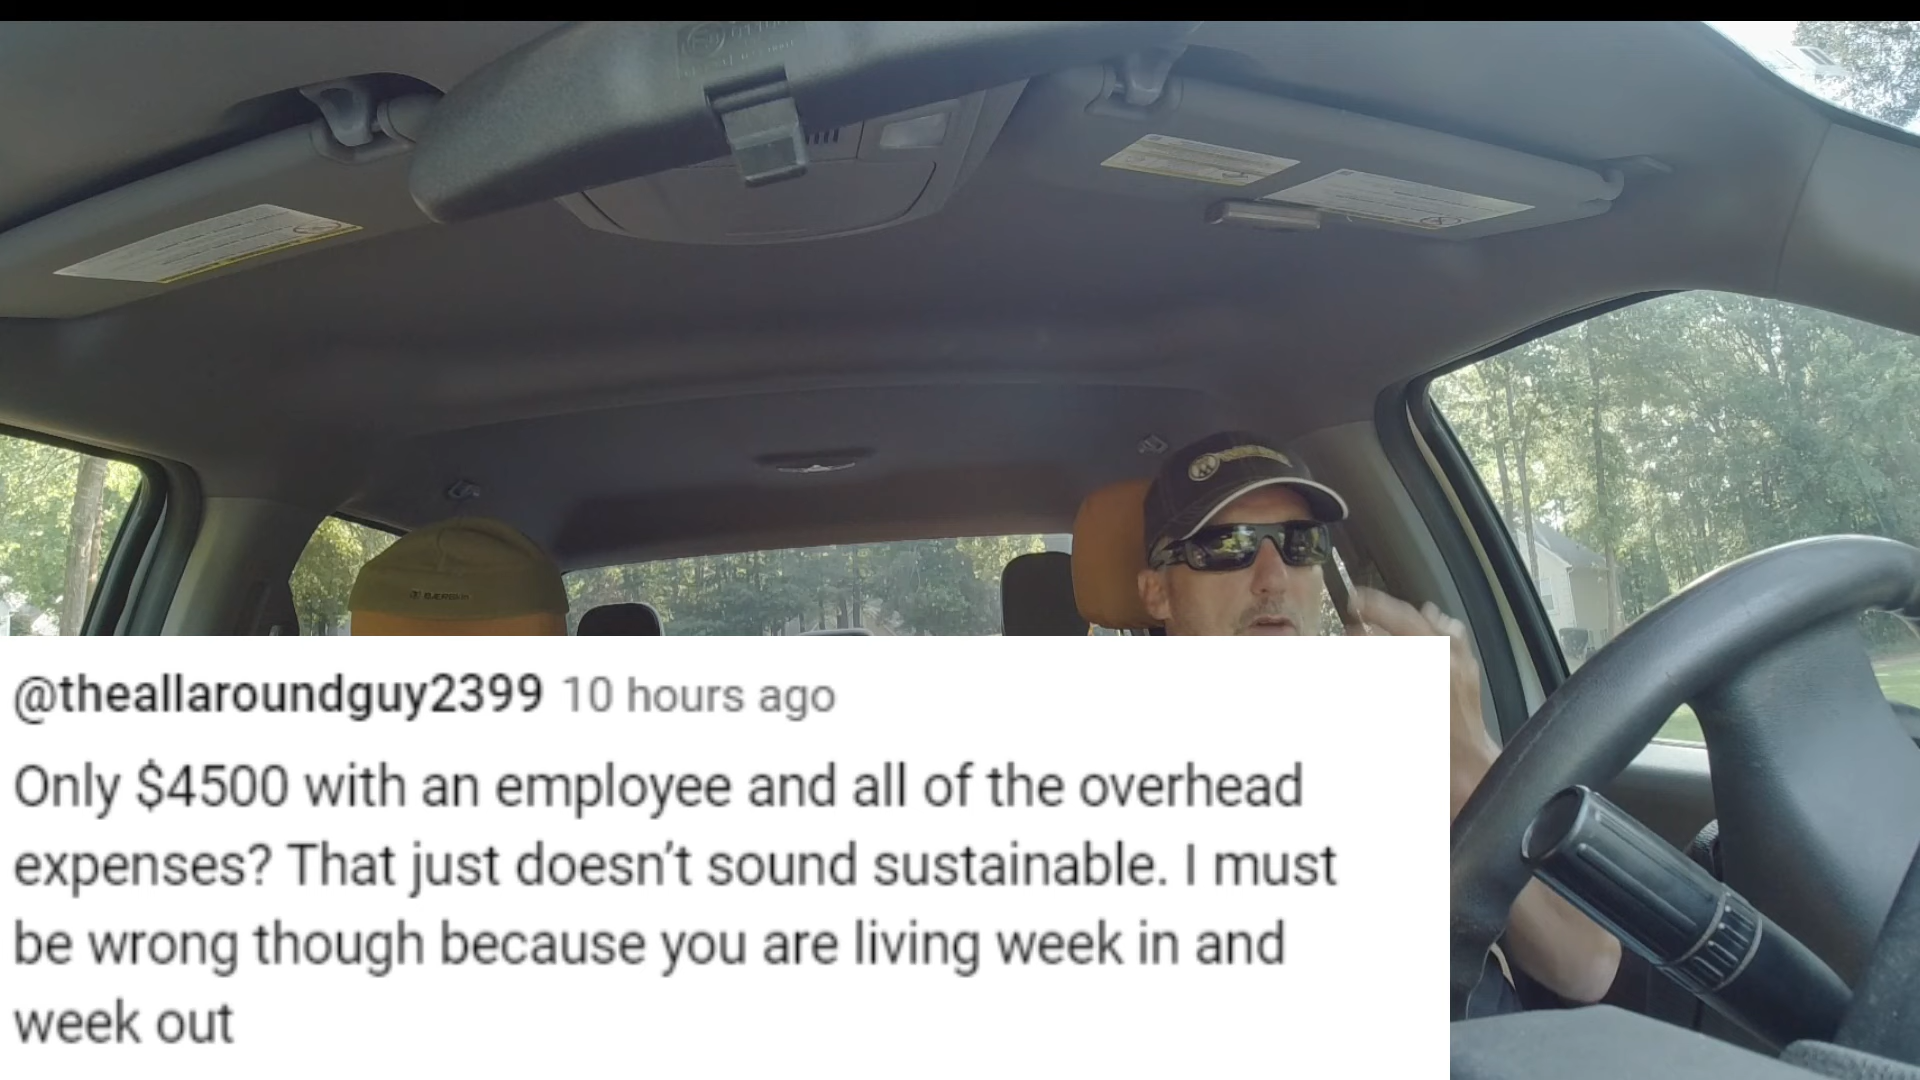 @theallaroundguy2399 10 hours ago
Only $4500 with an employee and all of the overhead
expenses? That just doesn't sound sustainable. I must
be wrong though because you are living week in and
week out